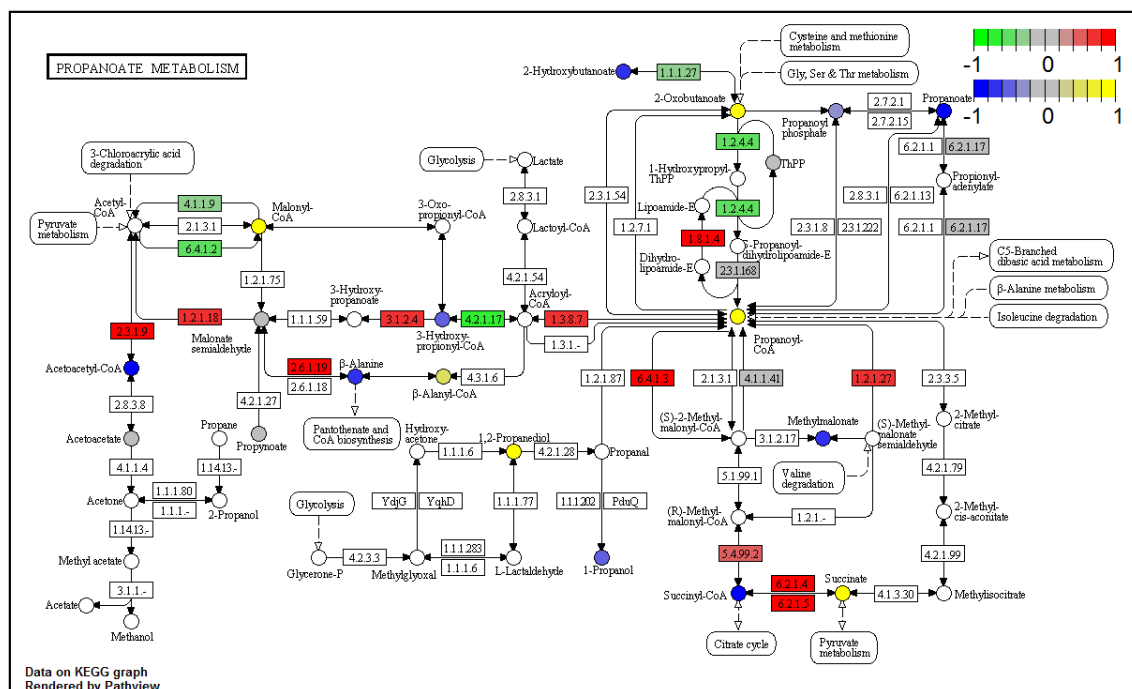 PROPANOATE METABOLISM
Cysteine and methionine
metabolism
Gly, Ser & Thr metabolism
-1 0 1
-1 0 1
2-Hydroxybutanoate
1.1.1.27
2-Oxobutanoate
Propanoyl
phosphate
2.7.2.1
2.7.2.15
Propanoate
3-Chloroacrylic acid
degradation
Glycolysis
Lactate
1.2.4.4
ThPP
6.2.1.1
6.2.1.17
1-Hydroxypropyl-
ThPP
Propionyl-
adenylate
2.8.3.1
2.3.1.54
2.8.3.1
6.2.1.13
Acetyl-
CoA
4.1.1.9
Malonyl-
CoA
3-Oxo-
propionyl-CoA
Lipoamide-E
1.2.4.4
Pyruvate
metabolism
2.1.3.1
Lactoyl-CoA
1.2.7.1
2.3.1.8
2.3.1.222
6.2.1.1
6.2.1.17
6.4.1.2
1.8.1.4
5-Propanoyl-
dihydrolipoamide-E
C5-Branched
dibasic acid metabolism
Dihydro-
lipoamide-E
2.3.1.168
1.2.1.75
4.2.1.54
β-Alanine metabolism
3-Hydroxy-
propanoate
Acryloyl-
CoA
Isoleucine degradation
1.2.1.18
1.1.1.59
3.1.2.4
4.2.1.17
1.3.8.7
2.3.1.9
Malonate
semialdehyde
3-Hydroxy-
propionyl-CoA
1.3.1.-
Propanoyl-
CoA
2.6.1.19
β-Alanine
Acetoacetyl-CoA
2.6.1.18
4.3.1.6
1.2.1.87
6.4.1.3
2.1.3.1
4.1.1.41
1.2.1.27
2.3.3.5
β-Alanyl-CoA
2.8.3.8
4.2.1.27
Pantothenate and
CoA biosynthesis
(S)-2-Methyl-
malonyl-CoA
Methylmalonate
(S)-Methyl-
malonate
semialdehyde
2-Methyl-
citrate
Propane
Hydroxy-
acetone
1,2-Propanediol
Acetoacetate
Propynoate
1.1.1.6
4.2.1.28
Propanal
3.1.2.17
4.1.1.4
1.14.13.-
5.1.99.1
Valine
degradation
4.2.1.79
Acetone
1.1.1.80
1.1.1.-
2-Propanol
Glycolysis
YdjG
YqhD
1.1.1.77
1.1.1.202
PduQ
(R)-Methyl-
malonyl-CoA
1.2.1.-
2-Methyl-
cis-aconitate
1.14.13.-
Methyl acetate
4.2.3.3
1.1.1.283
1.1.1.6
5.4.99.2
4.2.1.99
Glycerone-P
Methylglyoxal
L-Lactaldehyde
1-Propanol
3.1.1.-
6.2.1.4
6.2.1.5
Succinyl-CoA
Succinate
4.1.3.30
Methylisocitrate
Acetate
Methanol
Citrate cycle
Pyruvate
metabolism
Data on KEGG graph
Rendered by Pathview